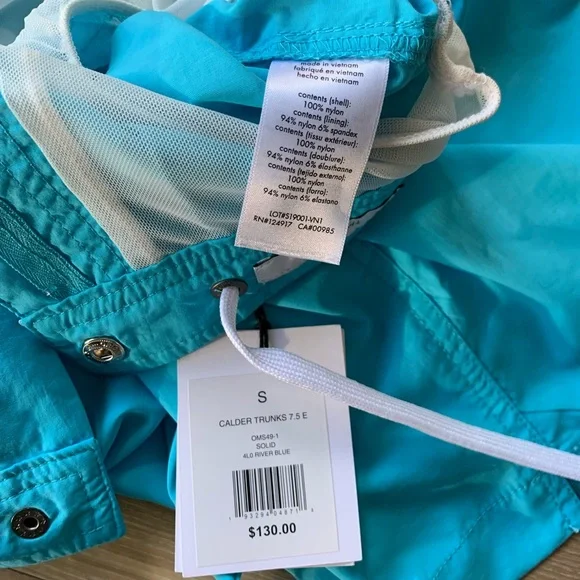 made in vietnam
fabriqué en vietnam
hecho en vietnam
contents (shell):
100% nylon
contents (lining):
94% nylon 6% spandex
contents (tissu extérieur):
100% nylon
contents (doublure):
94% nylon 6% élasthanne
contents (tejido externo):
100% nylon
contents (forro):
94% nylon 6% elastano
LOT#S19001-VN1
RN#124917 CA#00985
S
CALDER TRUNKS 7.5 E
OMS49-1
SOLID
4L0 RIVER BLUE
$130.00